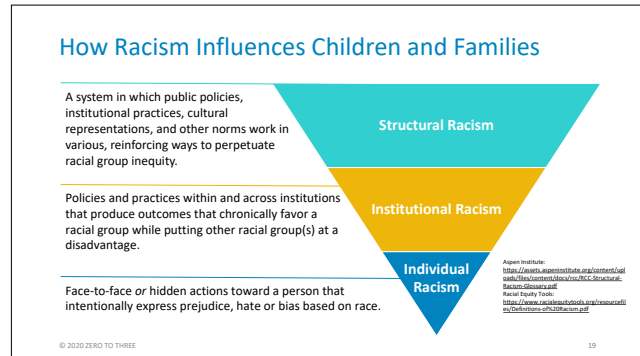 How Racism Influences Children and Families
A system in which public policies,
institutional practices, cultural
representations, and other norms work in
various, reinforcing ways to perpetuate
racial group inequity.
Structural Racism
Policies and practices within and across institutions
that produce outcomes that chronically favor a
racial group while putting other racial group(s) at a
disadvantage.
Institutional Racism
Face-to-face or hidden actions toward a person that
intentionally express prejudice, hate or bias based on race.
Individual
Racism
Aspen Institute:
https://assets.aspeninstitute.org/content/upl
oads/files/content/docs/rcc/RCC-Structural-
Racism-Glossary.pdf
Racial Equity Tools:
https://www.racialequitytools.org/resourcefil
es/Definitions-of%20Racism.pdf
© 2020 ZERO TO THREE
19